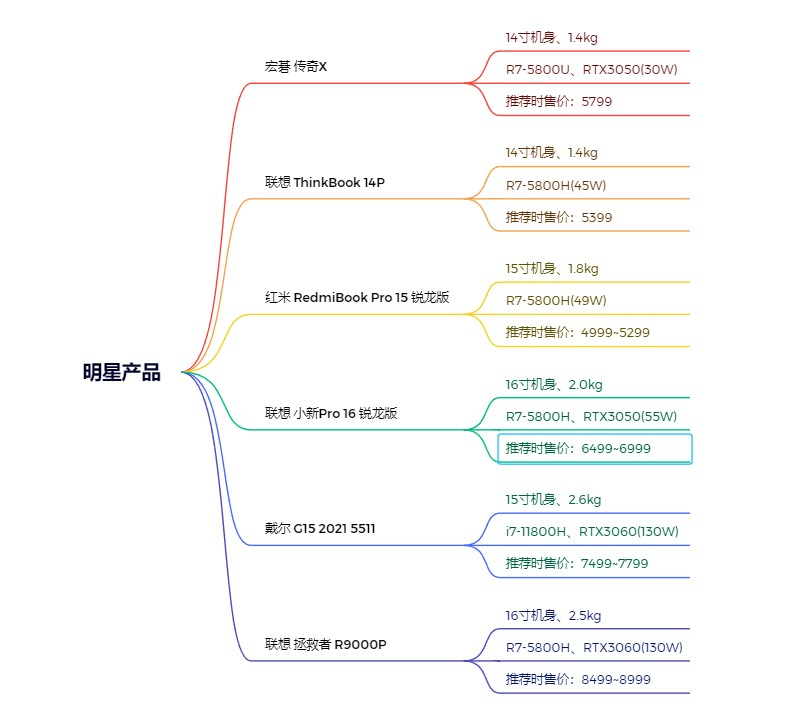 明星产品
宏碁 传奇X
14寸机身、1.4kg
R7-5800U、RTX3050(30W)
推荐时售价：5799
联想 ThinkBook 14P
14寸机身、1.4kg
R7-5800H(45W)
推荐时售价：5399
红米 RedmiBook Pro 15 锐龙版
15寸机身、1.8kg
R7-5800H(49W)
推荐时售价：4999~5299
联想 小新Pro 16 锐龙版
16寸机身、2.0kg
R7-5800H、RTX3050(55W)
推荐时售价：6499~6999
戴尔 G15 2021 5511
15寸机身、2.6kg
i7-11800H、RTX3060(130W)
推荐时售价：7499~7799
联想 拯救者 R9000P
16寸机身、2.5kg
R7-5800H、RTX3060(130W)
推荐时售价：8499~8999